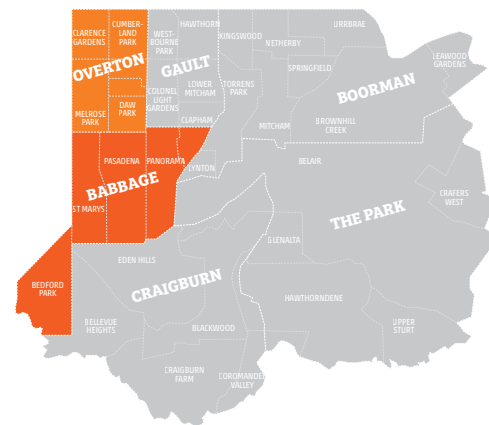 CLARENCE
GARDENS
CUMBER-
LAND
PARK
HAWTHORN
WEST-
BOURNE
PARK
KINGSWOOD
NETHERBY
URRBRAE
SPRINGFIELD
LEAWOOD
GARDENS
OVERTON
GAULT
BOORMAN
MELROSE
PARK
DAW
PARK
COLONEL
LIGHT
GARDENS
LOWER
MITCHAM
TORRENS
PARK
CLAPHAM
MITCHAM
BROWNHILL
CREEK
PASADENA
PANORAMA
LYNTON
BELAIR
BABBAGE
ST MARYS
CRAFERS
WEST
THE PARK
GLENALTA
EDEN HILLS
BEDFORD
PARK
CRAIGBURN
HAWTHORNDENE
BELLEVUE
HEIGHTS
BLACKWOOD
UPPER
STURT
CRAIGBURN
FARM
COROMANDEL
VALLEY